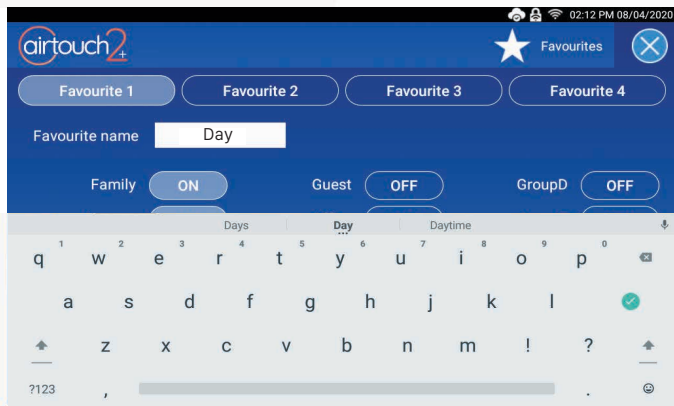 02:12 PM 08/04/2020
airtouch2+
Favourites
Favourite 1 Favourite 2 Favourite 3 Favourite 4
Favourite name Day
Family ON Guest OFF GroupD OFF
Days Day Daytime
1 2 3 4 5 6 7 8 9 0
q w e r t y u i o p
a s d f g h j k l
z x c v b n m ! ?
?123 , .